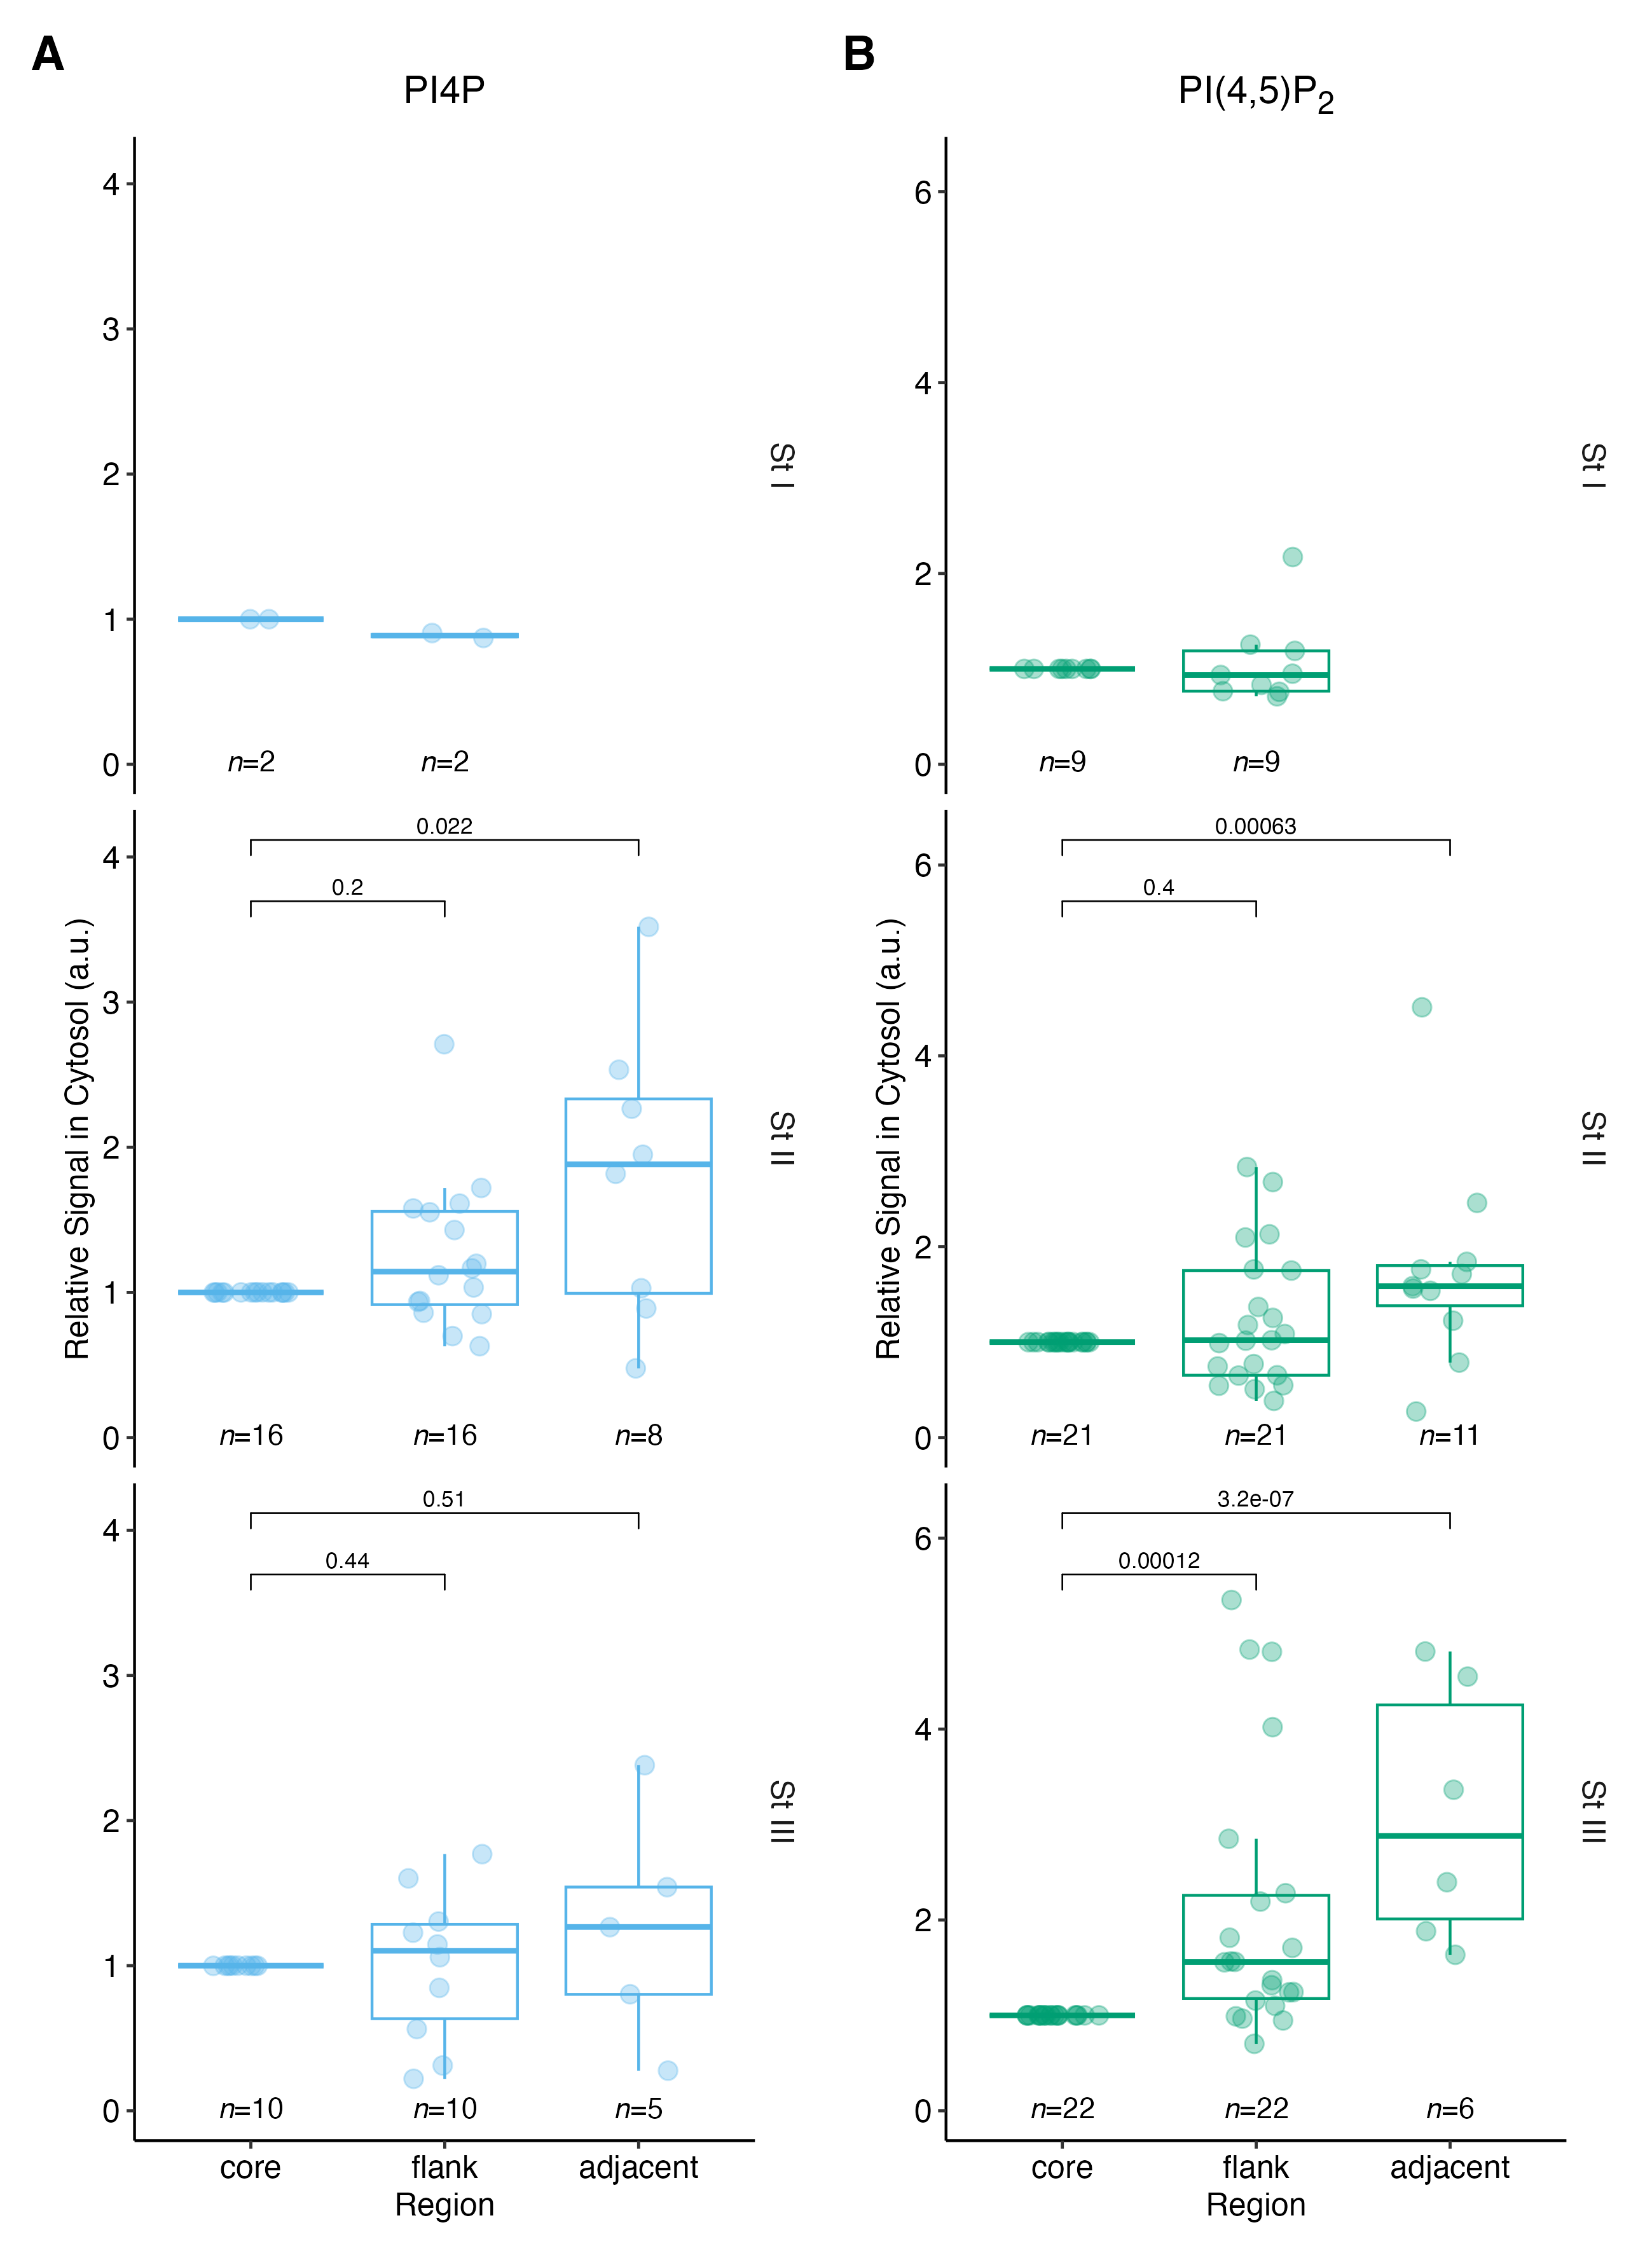 A
B
PI4P
PI(4,5)P2
4
3
2
1
0
n=2
n=2
St I
6
4
2
0
n=9
n=9
St I
Relative Signal in Cytosol (a.u.)
4
3
2
1
0
0.022
0.2
n=16
n=16
n=8
St II
Relative Signal in Cytosol (a.u.)
6
4
2
0
0.00063
0.4
n=21
n=21
n=11
St II
4
3
2
1
0
0.51
0.44
n=10
n=10
n=5
St III
6
4
2
0
3.2e-07
0.00012
n=22
n=22
n=6
St III
core
flank
adjacent
Region
core
flank
adjacent
Region